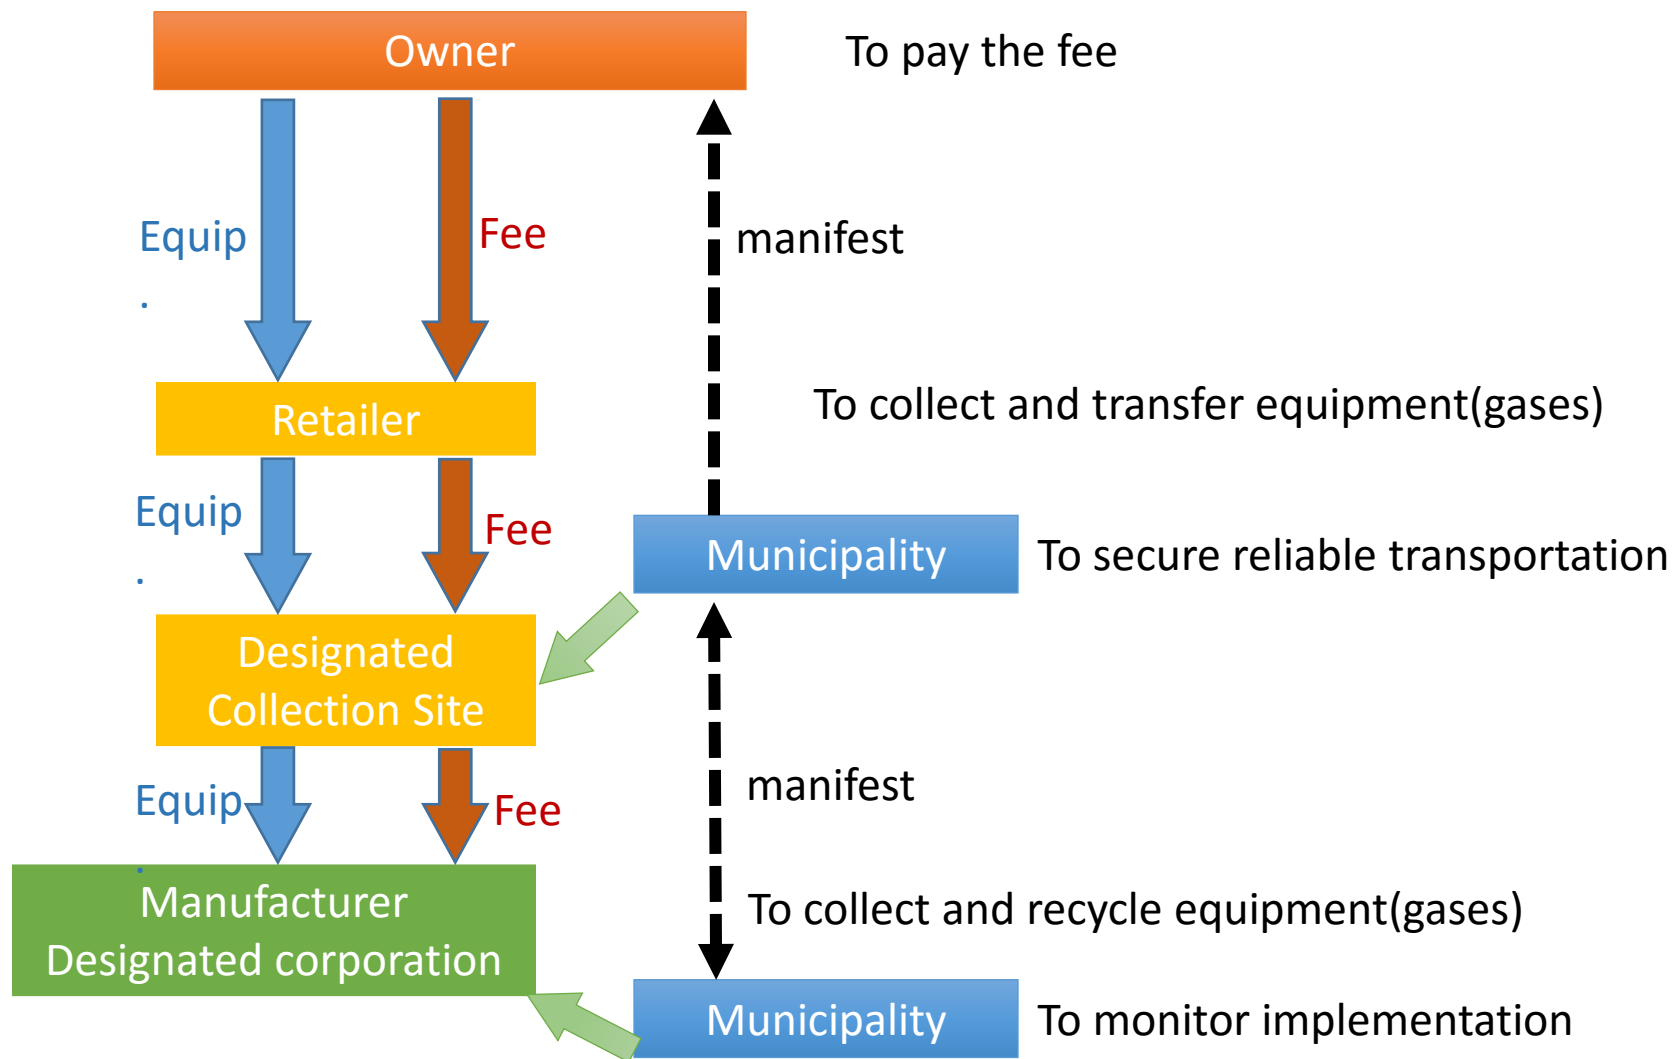 Owner
To pay the fee
Equip
.
Fee
manifest
Retailer
To collect and transfer equipment(gases)
Equip
.
Fee
Municipality
To secure reliable transportation
Designated
Collection Site
Equip
.
Fee
manifest
Manufacturer
Designated corporation
To collect and recycle equipment(gases)
Municipality
To monitor implementation